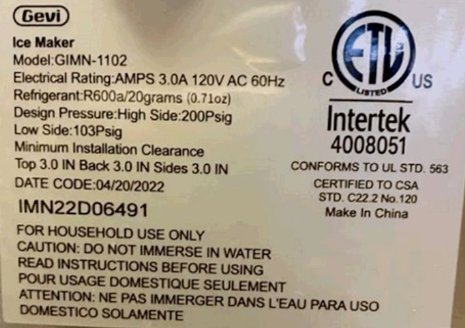 Gevi
Ice Maker
Model:GIMN-1102
Electrical Rating:AMPS 3.0A 120V AC 60Hz
Refrigerant:R600a/20grams (0.71oz)
Design Pressure:High Side:200Psig
Low Side:103Psig
Minimum Installation Clearance
Top 3.0 IN Back 3.0 IN Sides 3.0 IN
DATE CODE:04/20/2022
IMN22D06491
FOR HOUSEHOLD USE ONLY
CAUTION: DO NOT IMMERSE IN WATER
READ INSTRUCTIONS BEFORE USING
POUR USAGE DOMESTIQUE SEULEMENT
ATTENTION: NE PAS IMMERGER DANS L'EAU PARA USO
DOMESTICO SOLAMENTE
ETL
C US
LISTED
Intertek
4008051
CONFORMS TO UL STD. 563
CERTIFIED TO CSA
STD. C22.2 No.120
Make In China